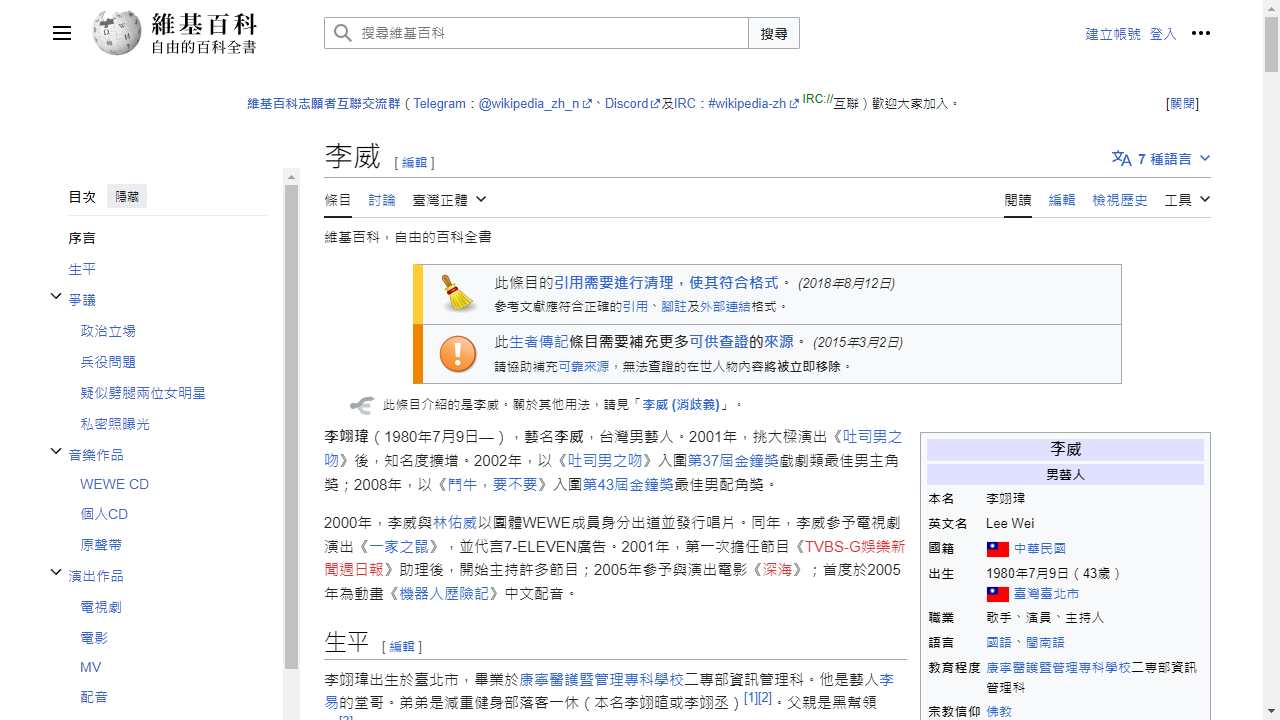 維基百科
自由的百科全書
搜尋維基百科
搜尋
建立帳號 登入
維基百科志願者互聯交流群（Telegram：@wikipedia_zh_n、Discord及IRC：#wikipedia-zh IRC://互聯）歡迎大家加入。
[關閉]
目次 隱藏
序言
生平
爭議
政治立場
兵役問題
疑似劈腿兩位女明星
私密照曝光
音樂作品
WEWE CD
個人CD
原聲帶
演出作品
電視劇
電影
MV
配音
李威 [ 編輯 ]
7 種語言
條目 討論 臺灣正體
閱讀 編輯 檢視歷史 工具
維基百科，自由的百科全書
此條目的引用需要進行清理，使其符合格式。 (2018年8月12日)
參考文獻應符合正確的引用、腳註及外部連結格式。
此生者傳記條目需要補充更多可供查證的來源。 (2015年3月2日)
請協助補充可靠來源，無法查證的在世人物內容將被立即移除。
此條目介紹的是李威。關於其他用法，請見「李威 (消歧義)」。
李翊瑋（1980年7月9日—），藝名李威，台灣男藝人。2001年，挑大樑演出《吐司男之
吻》後，知名度擴增。2002年，以《吐司男之吻》入圍第37屆金鐘獎戲劇類最佳男主角
獎；2008年，以《鬥牛，要不要》入圍第43屆金鐘獎最佳男配角獎。
2000年，李威與林佑威以團體WEWE成員身分出道並發行唱片。同年，李威參予電視劇
演出《一家之鼠》，並代言7-ELEVEN廣告。2001年，第一次擔任節目《TVBS-G娛樂新
聞週日報》助理後，開始主持許多節目；2005年參予與演出電影《深海》；首度於2005
年為動畫《機器人歷險記》中文配音。
生平 [ 編輯 ]
李翊瑋出生於臺北市，畢業於康寧醫護暨管理專科學校二專部資訊管理科。他是藝人李
易的堂哥。弟弟是減重健身部落客一休（本名李翊暄或李翊丞）[1][2]。父親是黑幫領
[3]
李威
男藝人
本名 李翊瑋
英文名 Lee Wei
國籍 中華民國
出生 1980年7月9日（43歲）
臺灣臺北市
職業 歌手、演員、主持人
語言 國語、閩南語
教育程度 康寧醫護暨管理專科學校二專部資訊
管理科
宗教信仰 佛教